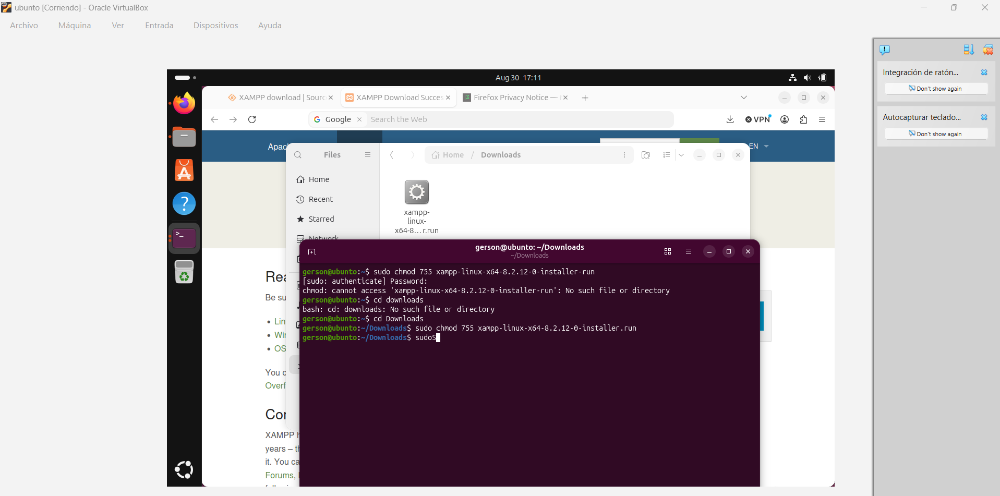 ubunto [Corriendo] - Oracle VirtualBox
Archivo Máquina Ver Entrada Dispositivos Ayuda
Integración de ratón...
Don't show again
Autocapturar teclado...
Don't show again
Aug 30 17:11
XAMPP download | Sourc
XAMPP Download Succes
Firefox Privacy Notice —
Google
Search the Web
VPN
Apac
EN
Files
Home / Downloads
Home
Recent
Starred
Network
xampp-
linux-
x64-8...r.run
gerson@ubunto: ~/Downloads
~/Downloads
gerson@ubunto:~$ sudo chmod 755 xampp-linux-x64-8.2.12-0-installer-run
[sudo: authenticate] Password:
chmod: cannot access 'xampp-linux-x64-8.2.12-0-installer-run': No such file or directory
gerson@ubunto:~$ cd downloads
bash: cd: downloads: No such file or directory
gerson@ubunto:~$ cd Downloads
gerson@ubunto:~/Downloads$ sudo chmod 755 xampp-linux-x64-8.2.12-0-installer.run
gerson@ubunto:~/Downloads$ sudoS
Rea
Be su
Lin
Wi
OS
You c
Overf
Cor
XAMPP h
years – th
it. You ca
Forums,